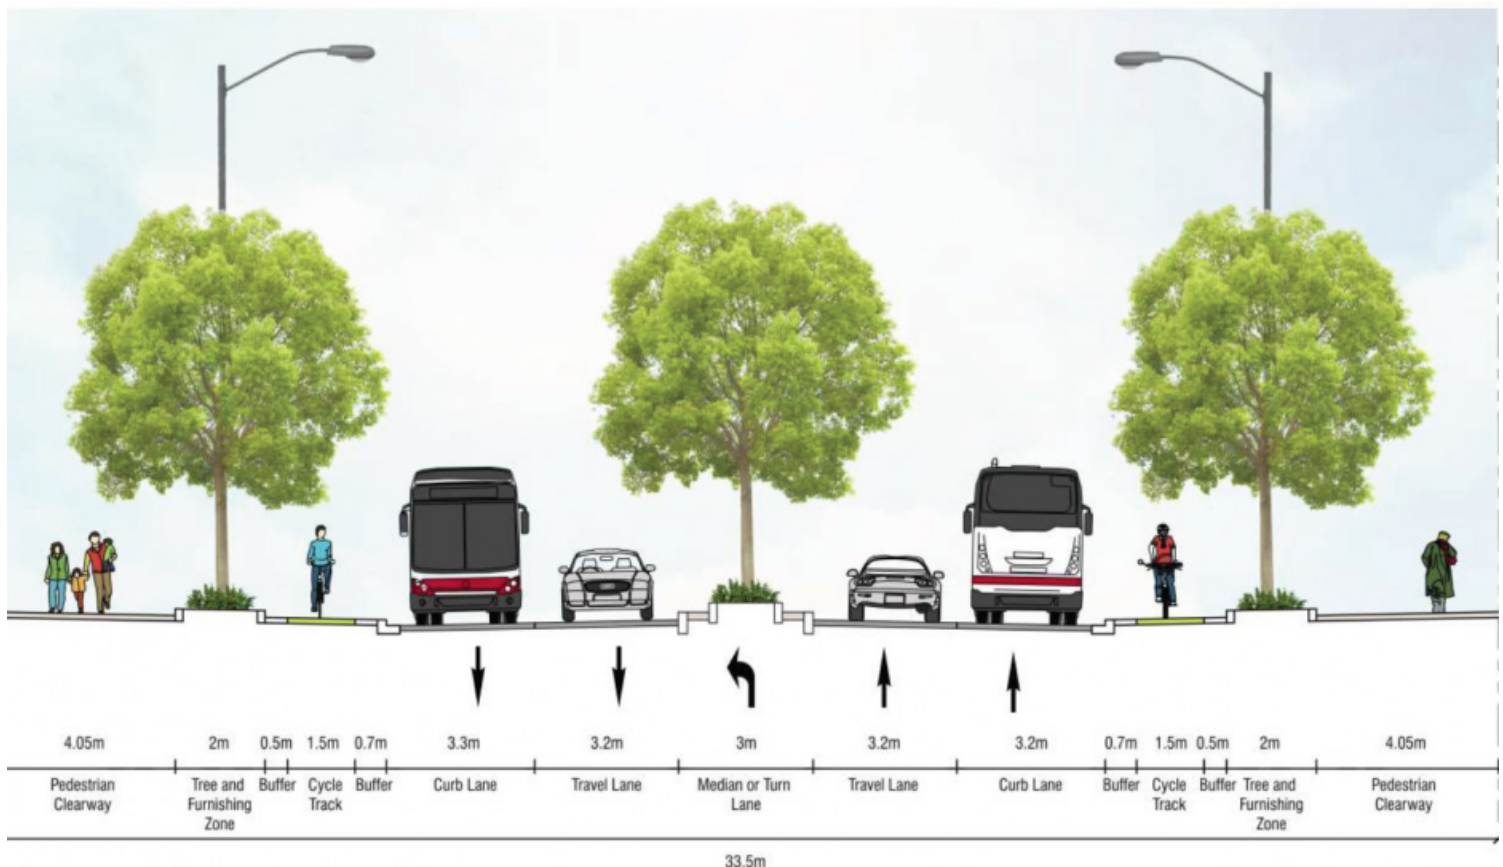 4.05m 2m 0.5m 1.5m 0.7m 3.3m 3.2m 3m 3.2m 3.2m 0.7m 1.5m 0.5m 2m 4.05m
Pedestrian Tree and Buffer Cycle Buffer Curb Lane Travel Lane Median or Turn Travel Lane Curb Lane Buffer Cycle Buffer Tree and Pedestrian
Clearway Furnishing Track Lane Track Furnishing Clearway
Zone Zone
33.5m